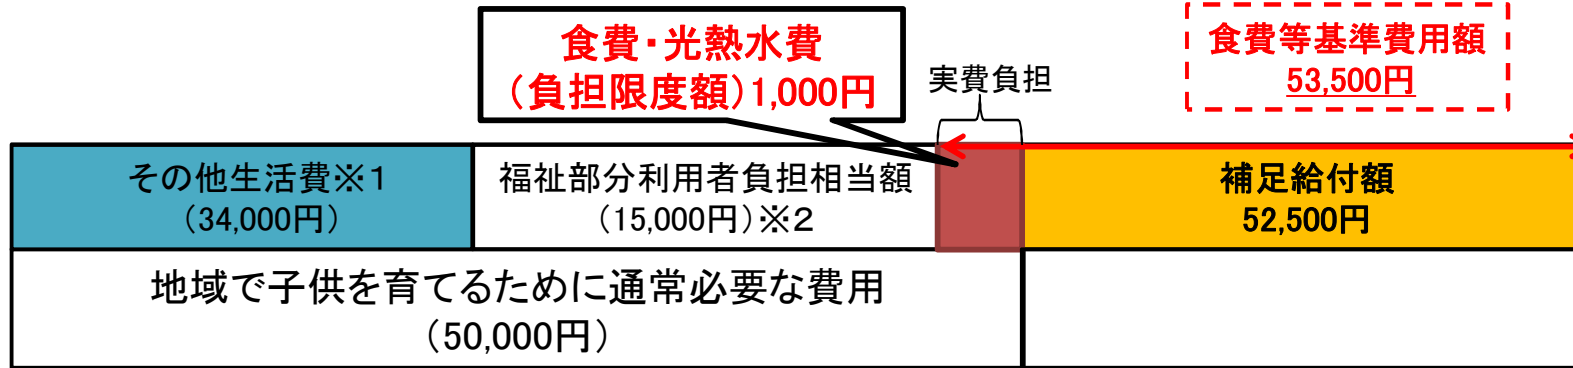 食費・光熱水費
(負担限度額)1,000円
実費負担
食費等基準費用額
53,500円
その他生活費※1
(34,000円)
福祉部分利用者負担相当額
(15,000円)※2
補足給付額
52,500円
地域で子供を育てるために通常必要な費用
(50,000円)